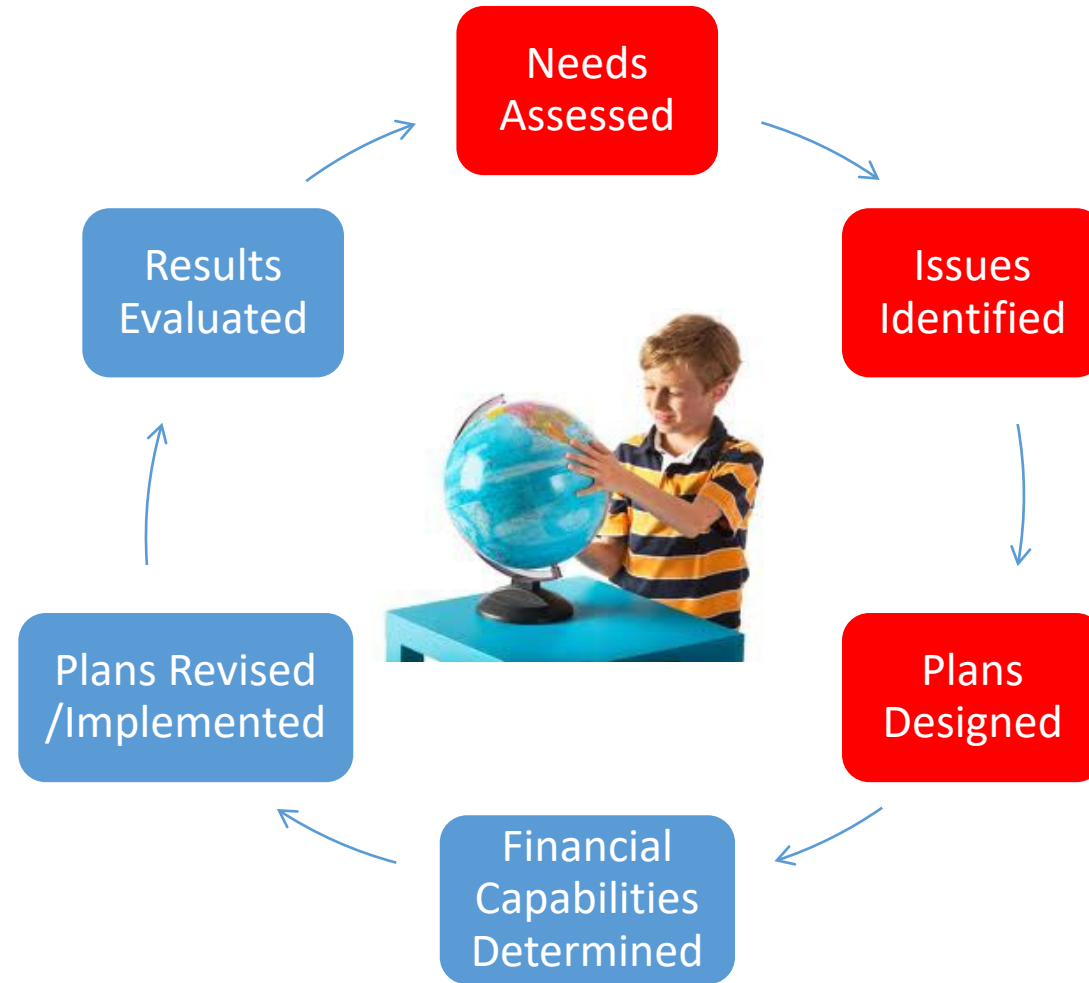 Needs
Assessed
Issues
Identified
Plans
Designed
Financial
Capabilities
Determined
Plans Revised
/Implemented
Results
Evaluated